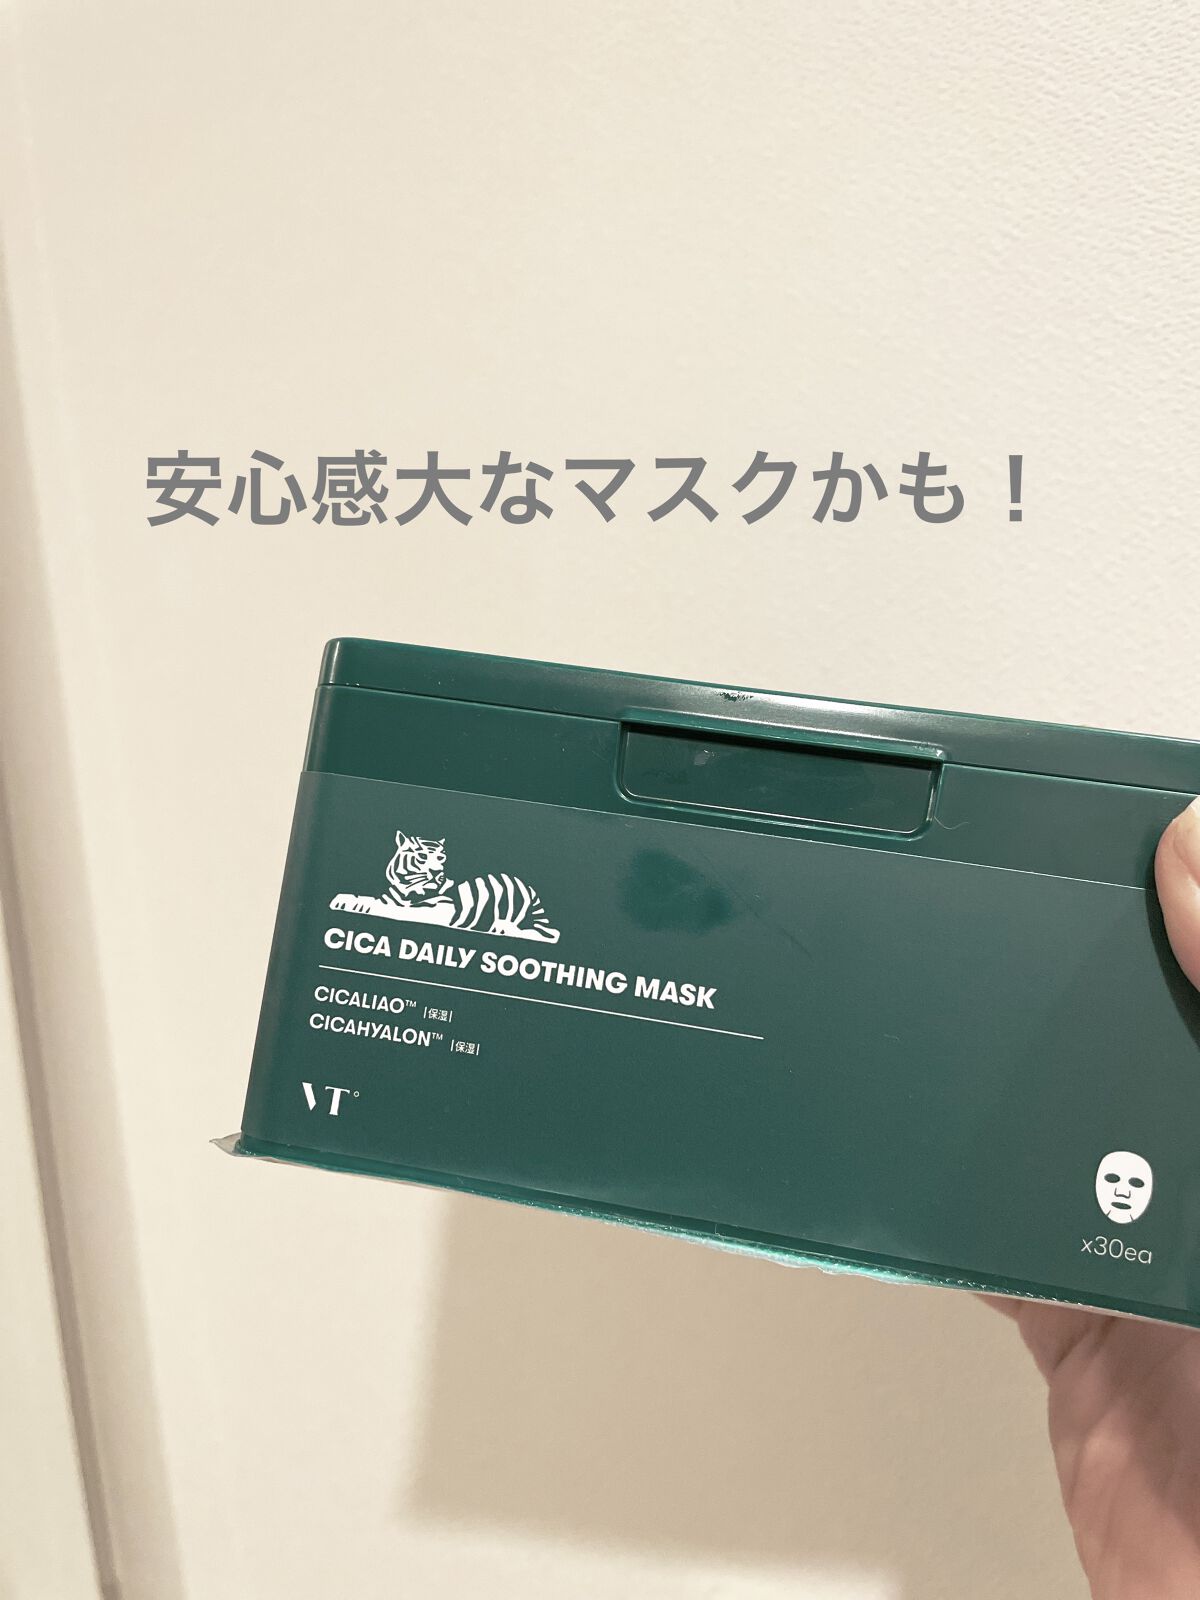 安心感大なマスクかも！
CICA DAILY SOOTHING MASK
CICALIAO™ |保湿|
CICAHYALON™ |保湿|
VT°
x30ea